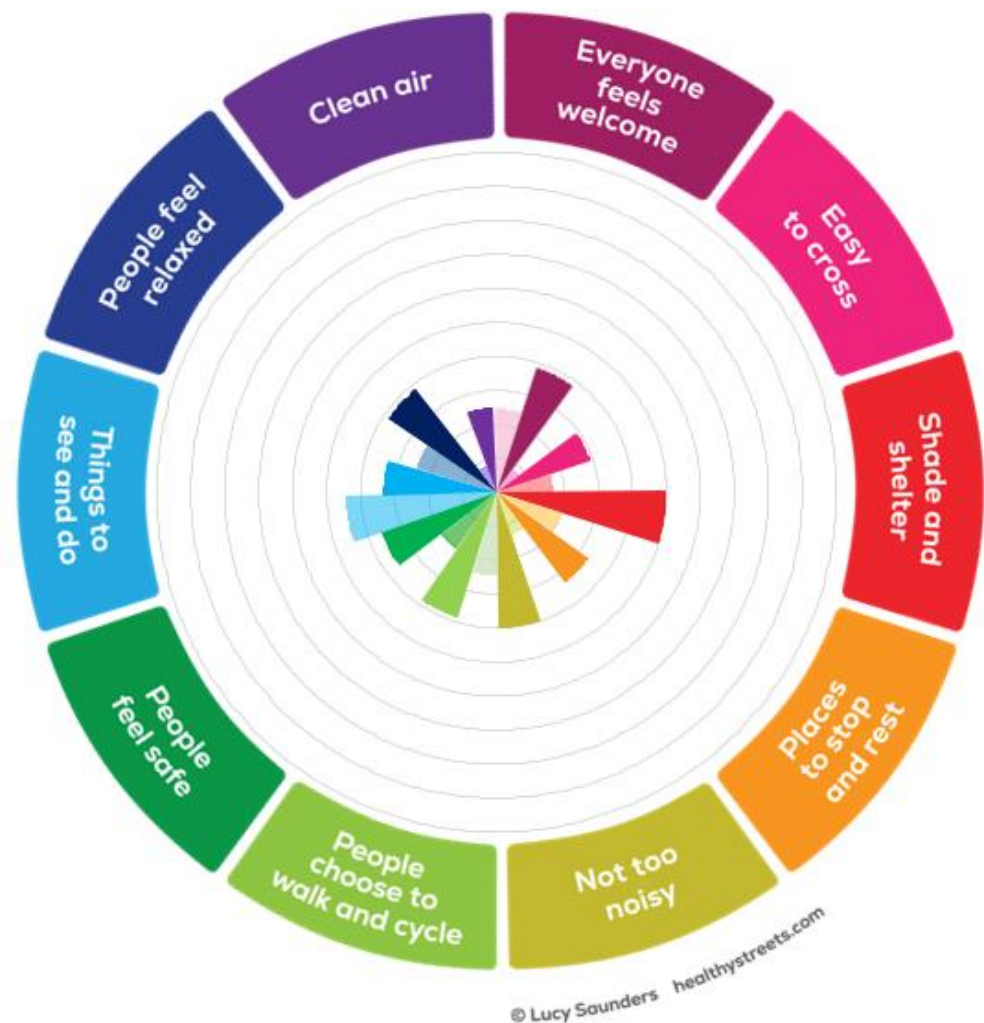 Everyone
feels
welcome
Easy
to cross
Shade and
shelter
Places
to stop
and rest
Not too
noisy
People
choose to
walk and cycle
People
feel safe
Things to
see and do
People feel
relaxed
Clean air
© Lucy Saunders healthystreets.com